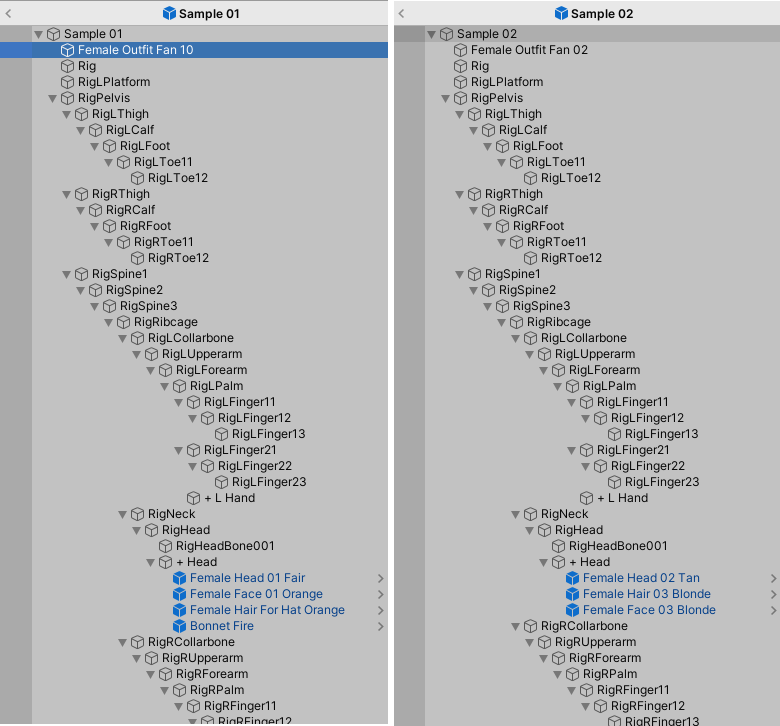 Sample 01
Sample 01
Female Outfit Fan 10
Rig
RigLPlatform
RigPelvis
RigLThigh
RigLCalf
RigLFoot
RigLToe11
RigLToe12
RigRThigh
RigRCalf
RigRFoot
RigRToe11
RigRToe12
RigSpine1
RigSpine2
RigSpine3
RigRibcage
RigLCollarbone
RigLUpperarm
RigLForearm
RigLPalm
RigLFinger11
RigLFinger12
RigLFinger13
RigLFinger21
RigLFinger22
RigLFinger23
+ L Hand
RigNeck
RigHead
RigHeadBone001
+ Head
Female Head 01 Fair
Female Face 01 Orange
Female Hair For Hat Orange
Bonnet Fire
RigRCollarbone
RigRUpperarm
RigRForearm
RigRPalm
RigRFinger11
RigRFinger12
Sample 02
Sample 02
Female Outfit Fan 02
Rig
RigLPlatform
RigPelvis
RigLThigh
RigLCalf
RigLFoot
RigLToe11
RigLToe12
RigRThigh
RigRCalf
RigRFoot
RigRToe11
RigRToe12
RigSpine1
RigSpine2
RigSpine3
RigRibcage
RigLCollarbone
RigLUpperarm
RigLForearm
RigLPalm
RigLFinger11
RigLFinger12
RigLFinger13
RigLFinger21
RigLFinger22
RigLFinger23
+ L Hand
RigNeck
RigHead
RigHeadBone001
+ Head
Female Head 02 Tan
Female Hair 03 Blonde
Female Face 03 Blonde
RigRCollarbone
RigRUpperarm
RigRForearm
RigRPalm
RigRFinger11
RigRFinger12
RigRFinger13